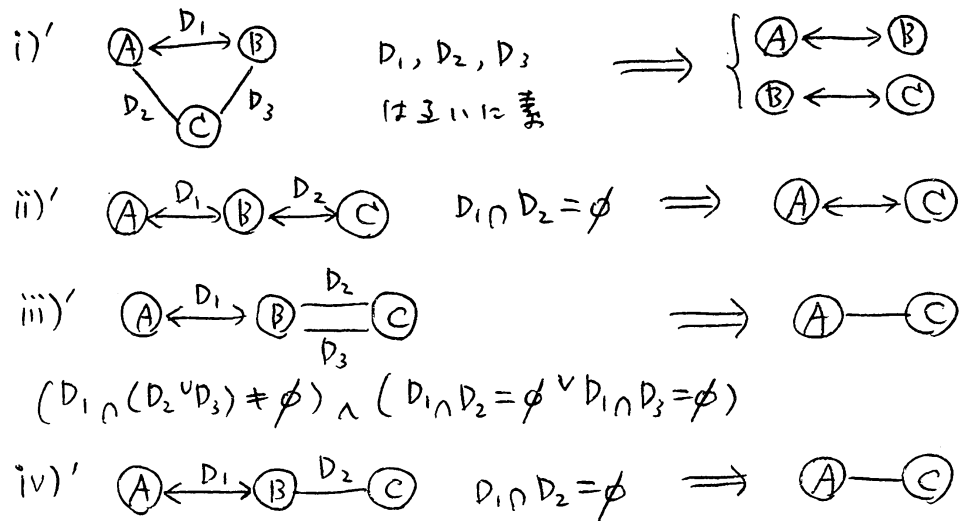 i)′ A D₁ B D₂ D₃ C D₁, D₂, D₃ は互いに素 ⟹ { A ⟷ B B ⟷ C
ii)′ A D₁ B D₂ C D₁∩D₂=∅ ⟹ A ⟷ C
iii)′ A D₁ B D₂ D₃ C ⟹ A — C
(D₁∩(D₂∪D₃)≠∅)∧(D₁∩D₂=∅∨D₁∩D₃=∅)
iv)′ A D₁ B D₂ C D₁∩D₂=∅ ⟹ A — C